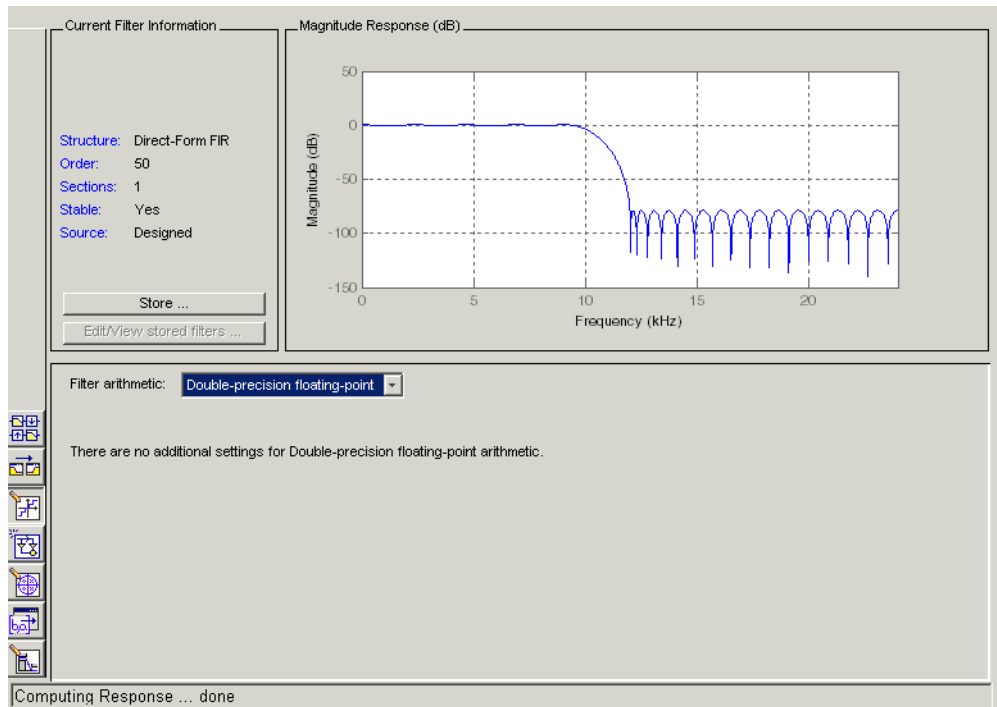 Current Filter Information
Structure: Direct-Form FIR
Order: 50
Sections: 1
Stable: Yes
Source: Designed
Store ...
Edit/View stored filters ...
Magnitude Response (dB)
50
0
-50
-100
-150
Magnitude (dB)
0 5 10 15 20
Frequency (kHz)
Filter arithmetic: Double-precision floating-point
There are no additional settings for Double-precision floating-point arithmetic.
[b,a]
Computing Response ... done